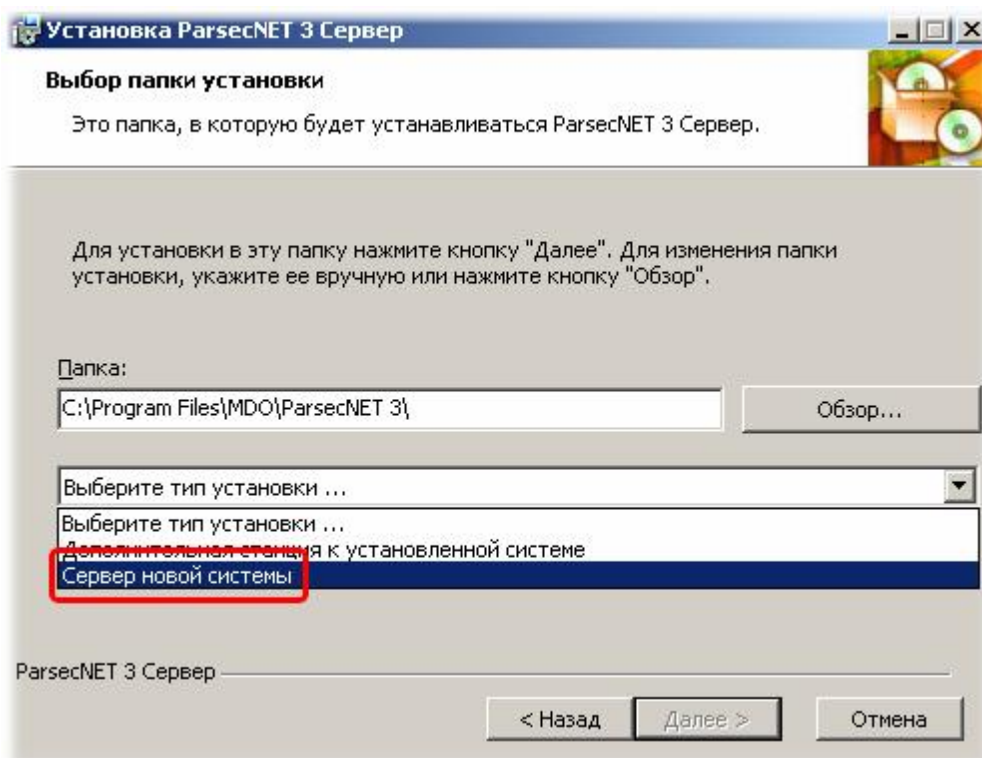 Установка ParsecNET 3 Сервер
Выбор папки установки
Это папка, в которую будет устанавливаться ParsecNET 3 Сервер.
Для установки в эту папку нажмите кнопку "Далее". Для изменения папки
установки, укажите ее вручную или нажмите кнопку "Обзор".
Папка:
C:\Program Files\MDO\ParsecNET 3\
Обзор...
Выберите тип установки ...
Выберите тип установки ...
Дополнительная станция к установленной системе
Сервер новой системы
ParsecNET 3 Сервер
< Назад
Далее >
Отмена